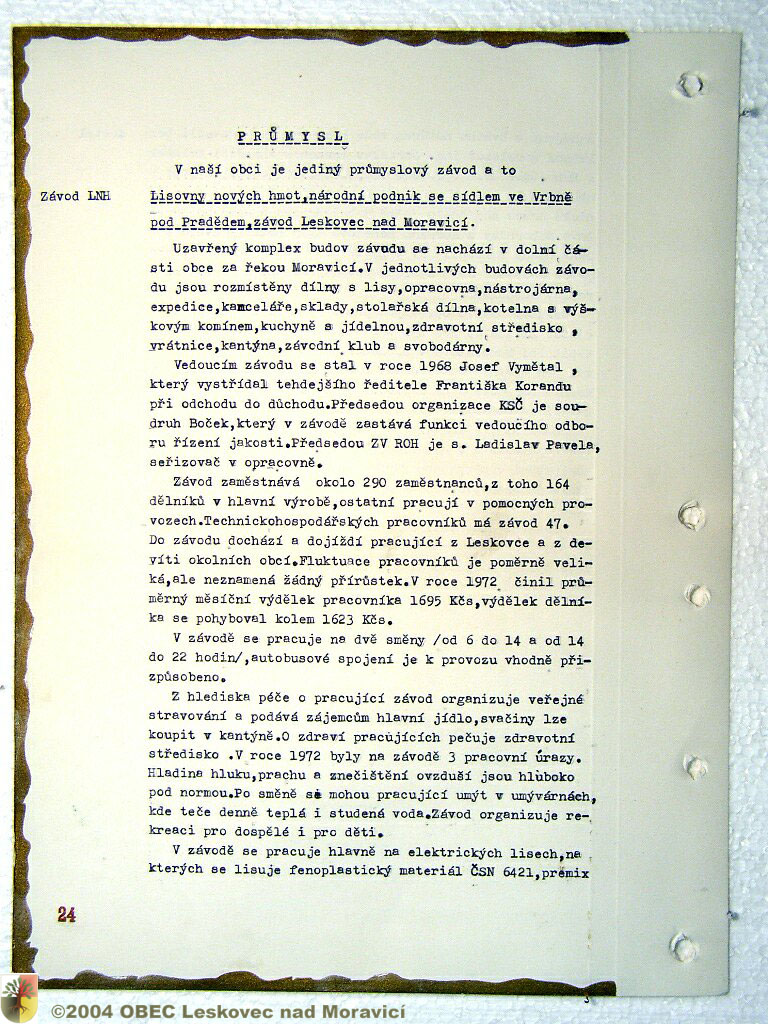 PRŮMYSL
V naší obci je jediný průmyslový závod a to
Závod LNH
Lisovny nových hmot,národní podnik se sídlem ve Vrbně
pod Pradědem,závod Leskovec nad Moravicí.
Uzavřený komplex budov závodu se nachází v dolní čá-
sti obce za řekou Moravicí.V jednotlivých budovách závo-
du jsou rozmístěny dílny s lisy,opracovna,nástrojárna,
expedice,kanceláře,sklady,stolařská dílna,kotelna s výš-
kovým komínem,kuchyně s jídelnou,zdravotní středisko ,
vrátnice,kantýna,závodní klub a svobodárny.
Vedoucím závodu se stal v roce 1968 Josef Vymětal ,
který vystřídal tehdejšího ředitele Františka Korandu
při odchodu do důchodu.Předsedou organizace KSČ je sou-
druh Boček,který v závodě zastává funkci vedoucího odbo-
ru řízení jakosti.Předsedou ZV ROH je s. Ladislav Pavela,
seřizovač v opracovně.
Závod zaměstnává okolo 290 zaměstnanců,z toho 164
dělníků v hlavní výrobě,ostatní pracují v pomocných pro-
vozech.Technickohospodářských pracovníků má závod 47.
Do závodu dochází a dojíždí pracující z Leskovce a z de-
víti okolních obcí.Fluktuace pracovníků je poměrně veli-
ká,ale neznamená žádný přírůstek.V roce 1972 činil prů-
měrný měsíční výdělek pracovníka 1695 Kčs,výdělek dělní-
ka se pohyboval kolem 1623 Kčs.
V závodě se pracuje na dvě směny /od 6 do 14 a od 14
do 22 hodin/,autobusové spojení je k provozu vhodně při-
způsobeno.
Z hlediska péče o pracující závod organizuje veřejné
stravování a podává zájemcům hlavní jídlo,svačiny lze
koupit v kantýně.O zdraví pracujících pečuje zdravotní
středisko .V roce 1972 byly na závodě 3 pracovní úrazy.
Hladina hluku,prachu a znečištění ovzduší jsou hluboko
pod normou.Po směně se mohou pracující umýt v umývárnách,
kde teče denně teplá i studená voda.Závod organizuje re-
kreaci pro dospělé i pro děti.
V závodě se pracuje hlavně na elektrických lisech,na
kterých se lisuje fenoplastický materiál ČSN 6421,premix
24
©2004 OBEC Leskovec nad Moravicí